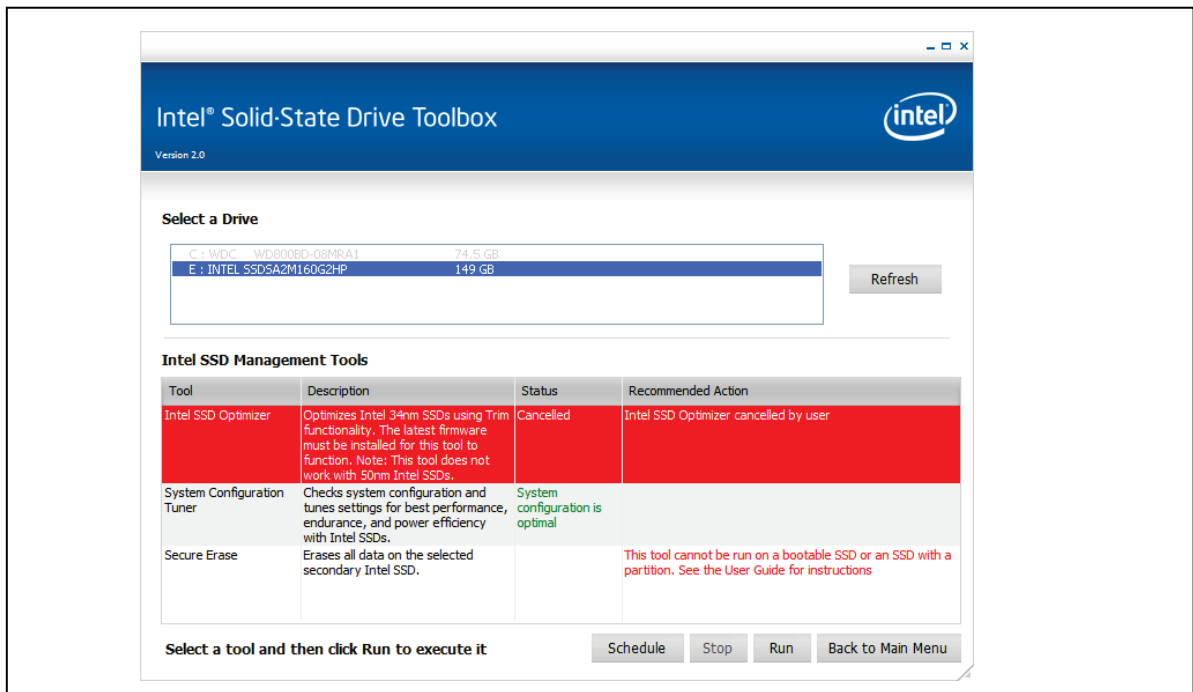 Intel® Solid-State Drive Toolbox
(intel)
Version 2.0
Select a Drive
C : WDC WD800BD-08MRA1 74.5 GB
E : INTEL SSDSA2M160G2HP 149 GB
Refresh
Intel SSD Management Tools
Tool Description Status Recommended Action
Intel SSD Optimizer
Optimizes Intel 34nm SSDs using Trim
functionality. The latest firmware
must be installed for this tool to
function. Note: This tool does not
work with 50nm Intel SSDs.
Cancelled
Intel SSD Optimizer cancelled by user
System Configuration
Tuner
Checks system configuration and
tunes settings for best performance,
endurance, and power efficiency
with Intel SSDs.
System
configuration is
optimal
Secure Erase
Erases all data on the selected
secondary Intel SSD.
This tool cannot be run on a bootable SSD or an SSD with a
partition. See the User Guide for instructions
Select a tool and then click Run to execute it
Schedule Stop Run Back to Main Menu